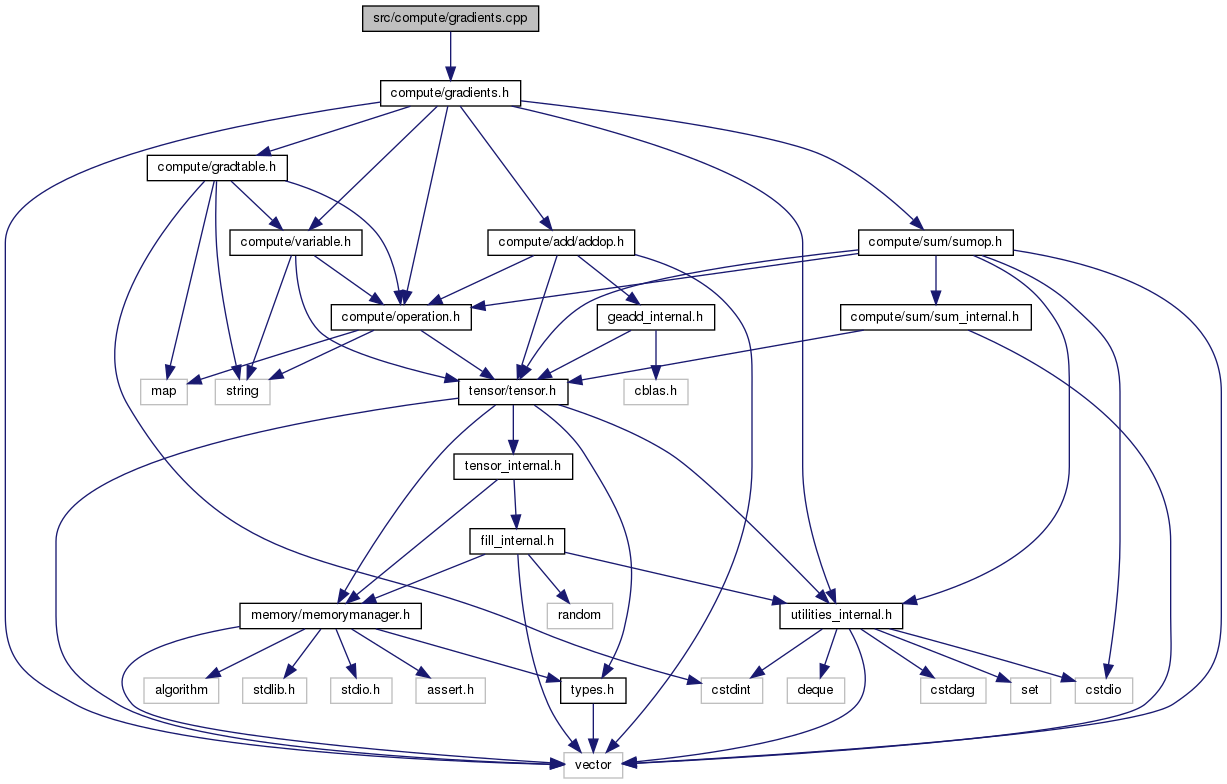 src/compute/gradients.cpp
compute/gradients.h
compute/gradtable.h
compute/variable.h
compute/add/addop.h
compute/sum/sumop.h
compute/operation.h
geadd_internal.h
compute/sum/sum_internal.h
map
string
tensor/tensor.h
cblas.h
tensor_internal.h
fill_internal.h
memory/memorymanager.h
random
utilities_internal.h
algorithm
stdlib.h
stdio.h
assert.h
types.h
cstdint
deque
cstdarg
set
cstdio
vector